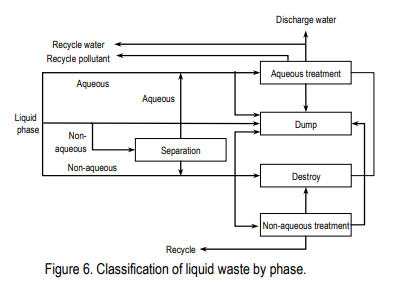 Discharge water
Recycle water
Recycle pollutant
Aqueous treatment
Aqueous
Aqueous
Liquid
phase
Dump
Non-
aqueous
Separation
Non-aqueous
Destroy
Non-aqueous treatment
Recycle
Figure 6. Classification of liquid waste by phase.